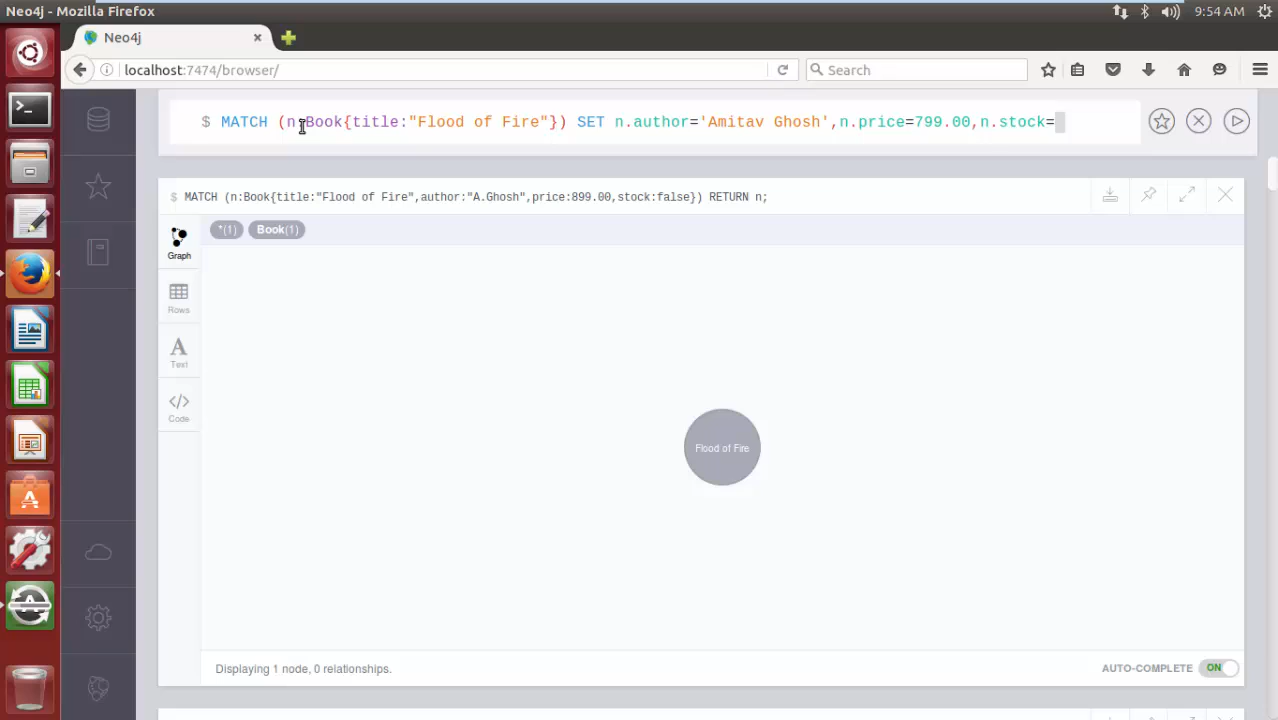 Neo4j - Mozilla Firefox
9:54 AM
Neo4j
localhost:7474/browser/
Search
$ MATCH (n:Book{title:"Flood of Fire"}) SET n.author='Amitav Ghosh',n.price=799.00,n.stock=
$ MATCH (n:Book{title:"Flood of Fire",author:"A.Ghosh",price:899.00,stock:false}) RETURN n;
*(1) Book(1)
Graph
Rows
A
Text
</>
Code
Flood of Fire
Displaying 1 node, 0 relationships.
AUTO-COMPLETE ON